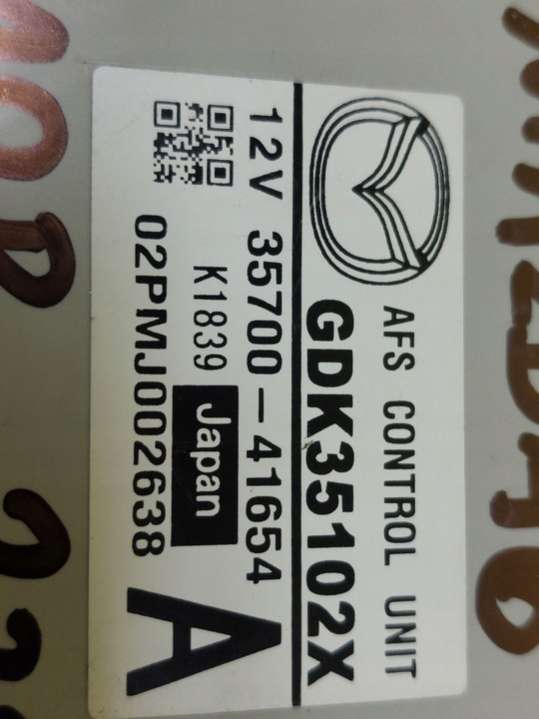 AFS CONTROL UNIT
GDK35102X
12V 35700-41654
K1839 Japan
02PMJ002638
A